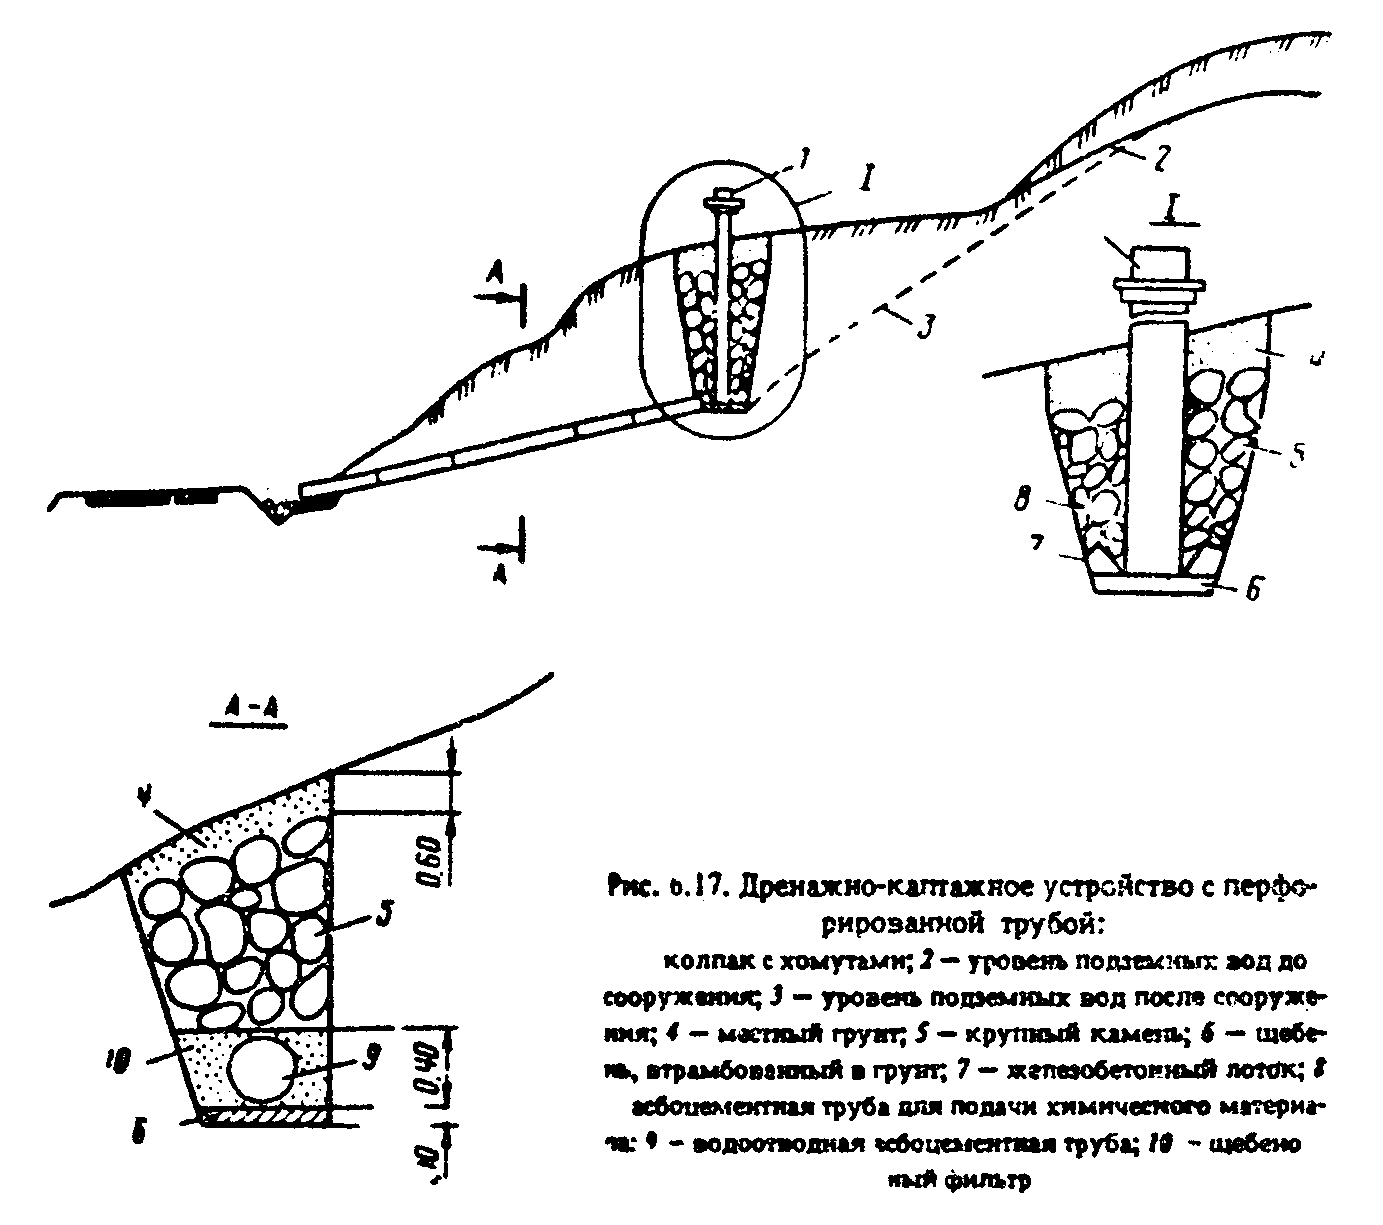 1
I
2
I
А
3
4
5
8
7
6
А
А - А
4
0,60
5
10
9
0,40
6
,10
Рис. 6.17. Дренажно-каптажное устройство с перфо-
рированной трубой:
колпак с хомутами; 2 — уровень подземных вод до
сооружения; 3 — уровень подземных вод после сооруже-
ния; 4 — местный грунт; 5 — крупный камень; 6 — щебе-
нь, втрамбованный в грунт; 7 — железобетонный лоток; 8
асбоцементная труба для подачи химического материа-
ла: 9 — водоотводная асбоцементная труба; 10 — щебено
ный фильтр